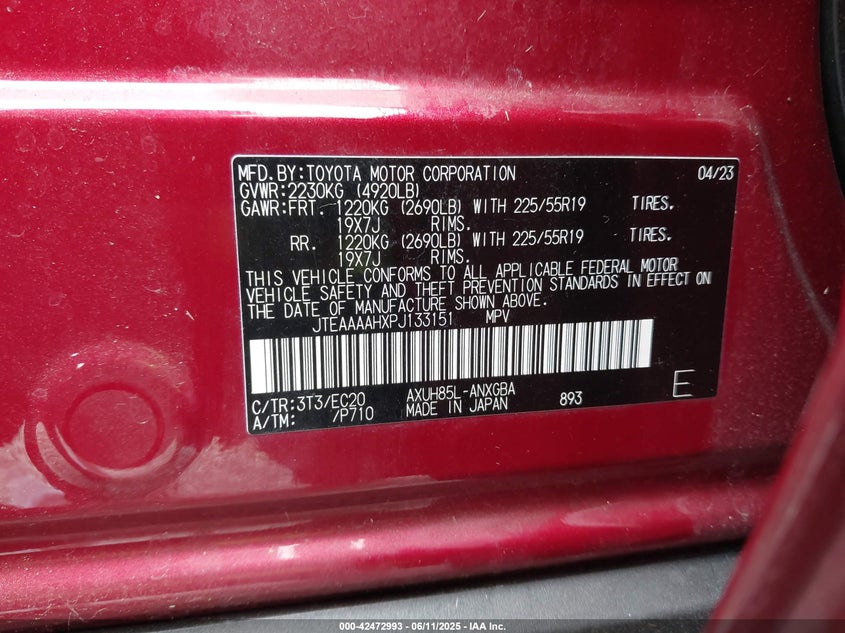 MFD.BY:TOYOTA MOTOR CORPORATION 04/23
GVWR:2230KG (4920LB)
GAWR:FRT. 1220KG (2690LB) WITH 225/55R19 TIRES.
19X7J RIMS.
RR. 1220KG (2690LB) WITH 225/55R19 TIRES.
19X7J RIMS.
THIS VEHICLE CONFORMS TO ALL APPLICABLE FEDERAL MOTOR
VEHICLE SAFETY AND THEFT PREVENTION STANDARDS IN EFFECT ON
THE DATE OF MANUFACTURE SHOWN ABOVE.
JTEAAAAHXPJ133151 MPV
C/TR:3T3/EC20 AXUH85L-ANXGBA
A/TM: /P710 MADE IN JAPAN 893 E
000-42472993 - 06/11/2025 - IAA Inc.